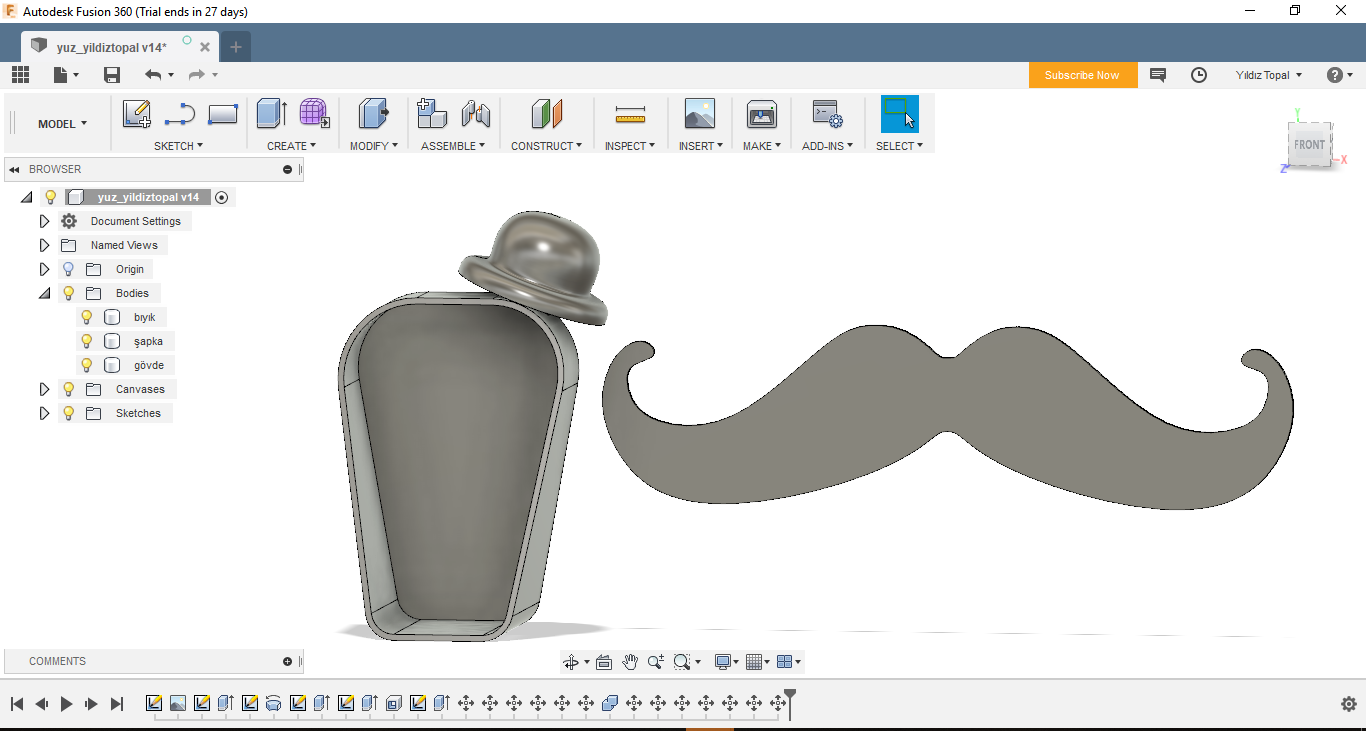 Autodesk Fusion 360 (Trial ends in 27 days)
yuz_yildiztopal v14*
Subscribe Now
Yıldız Topal
MODEL
SKETCH
CREATE
MODIFY
ASSEMBLE
CONSTRUCT
INSPECT
INSERT
MAKE
ADD-INS
SELECT
Y
FRONT
X
Z
BROWSER
yuz_yildiztopal v14
Document Settings
Named Views
Origin
Bodies
bıyık
şapka
gövde
Canvases
Sketches
COMMENTS